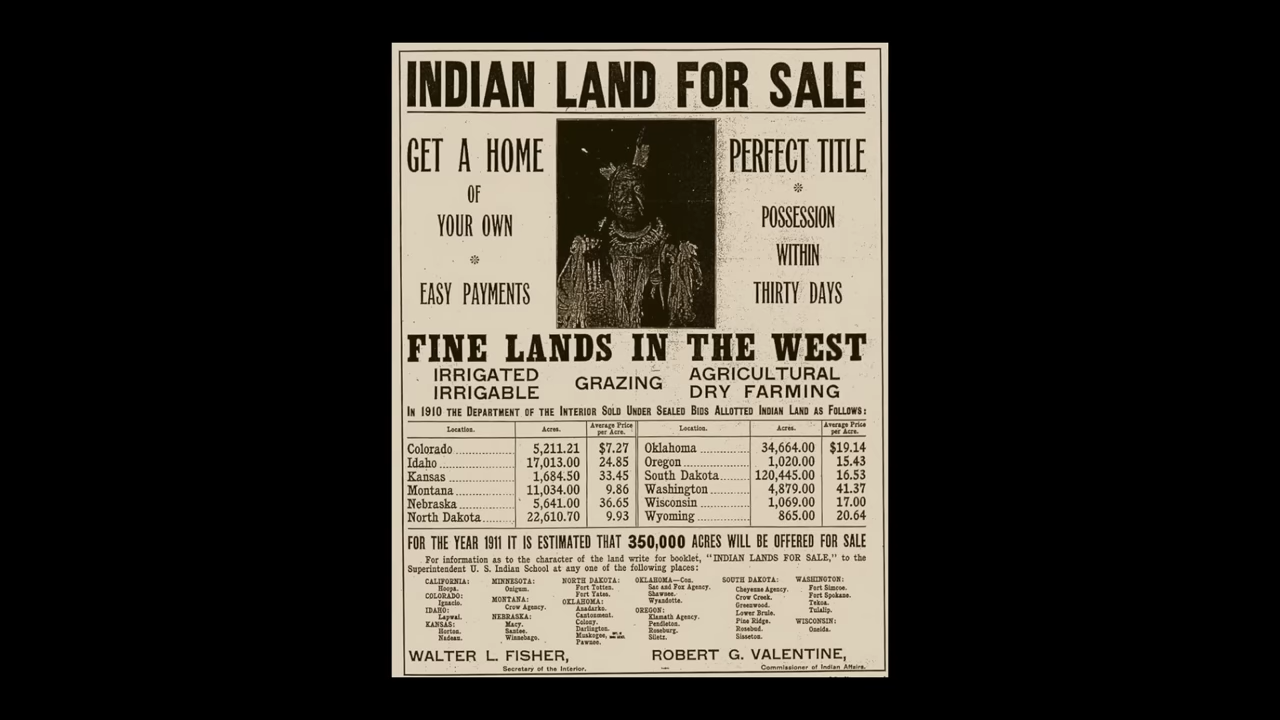 INDIAN LAND FOR SALE
GET A HOME
OF
YOUR OWN
❊
EASY PAYMENTS
PERFECT TITLE
❊
POSSESSION
WITHIN
THIRTY DAYS
FINE LANDS IN THE WEST
IRRIGATED
IRRIGABLE
GRAZING
AGRICULTURAL
DRY FARMING
IN 1910 THE DEPARTMENT OF THE INTERIOR SOLD UNDER SEALED BIDS ALLOTTED INDIAN LAND AS FOLLOWS:
Location. Acres. Average Price per Acre. Location. Acres. Average Price per Acre.
Colorado 5,211.21 $7.27 Oklahoma 34,664.00 $19.14
Idaho 17,013.00 24.85 Oregon 1,020.00 15.43
Kansas 1,684.50 33.45 South Dakota 120,445.00 16.53
Montana 11,034.00 9.86 Washington 4,879.00 41.37
Nebraska 5,641.00 36.65 Wisconsin 1,069.00 17.00
North Dakota 22,610.70 9.93 Wyoming 865.00 20.64
FOR THE YEAR 1911 IT IS ESTIMATED THAT 350,000 ACRES WILL BE OFFERED FOR SALE
For information as to the character of the land write for booklet, "INDIAN LANDS FOR SALE," to the
Superintendent U. S. Indian School at any one of the following places:
CALIFORNIA:
Hoopa.
COLORADO:
Ignacio.
IDAHO:
Lapwai.
KANSAS:
Horton.
Nadeau.
MINNESOTA:
Onigum.
MONTANA:
Crow Agency.
NEBRASKA:
Macy.
Santee.
Winnebago.
NORTH DAKOTA:
Fort Totten.
Fort Yates.
OKLAHOMA:
Anadarko.
Cantonment.
Colony.
Darlington.
Muskogee,
Pawnee.
OKLAHOMA—Con.
Sac and Fox Agency.
Shawnee.
Wyandotte.
OREGON:
Klamath Agency.
Pendleton.
Roseburg.
Siletz.
SOUTH DAKOTA:
Cheyenne Agency.
Crow Creek.
Greenwood.
Lower Brule.
Pine Ridge.
Rosebud.
Sisseton.
WASHINGTON:
Fort Simcoe.
Fort Spokane.
Tekoa.
Tulalip.
WISCONSIN:
Oneida.
WALTER L. FISHER,
Secretary of the Interior.
ROBERT G. VALENTINE,
Commissioner of Indian Affairs.